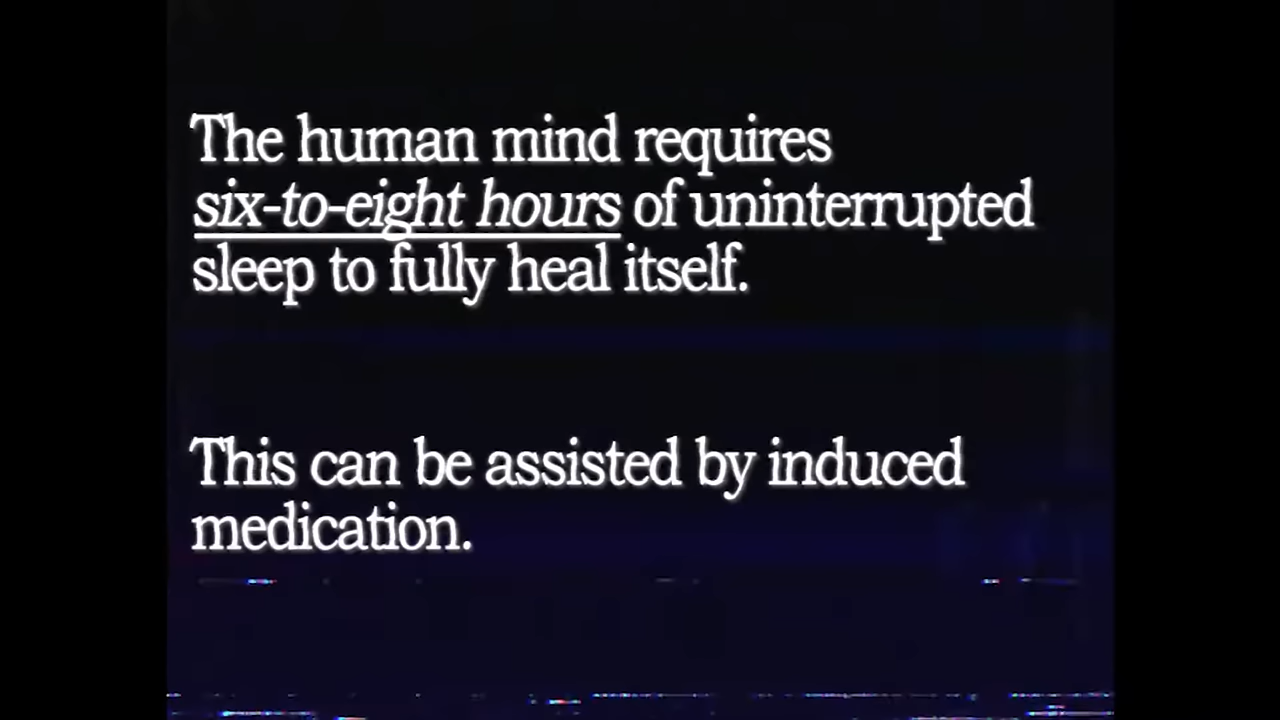 The human mind requires
six-to-eight hours of uninterrupted
sleep to fully heal itself.
This can be assisted by induced
medication.